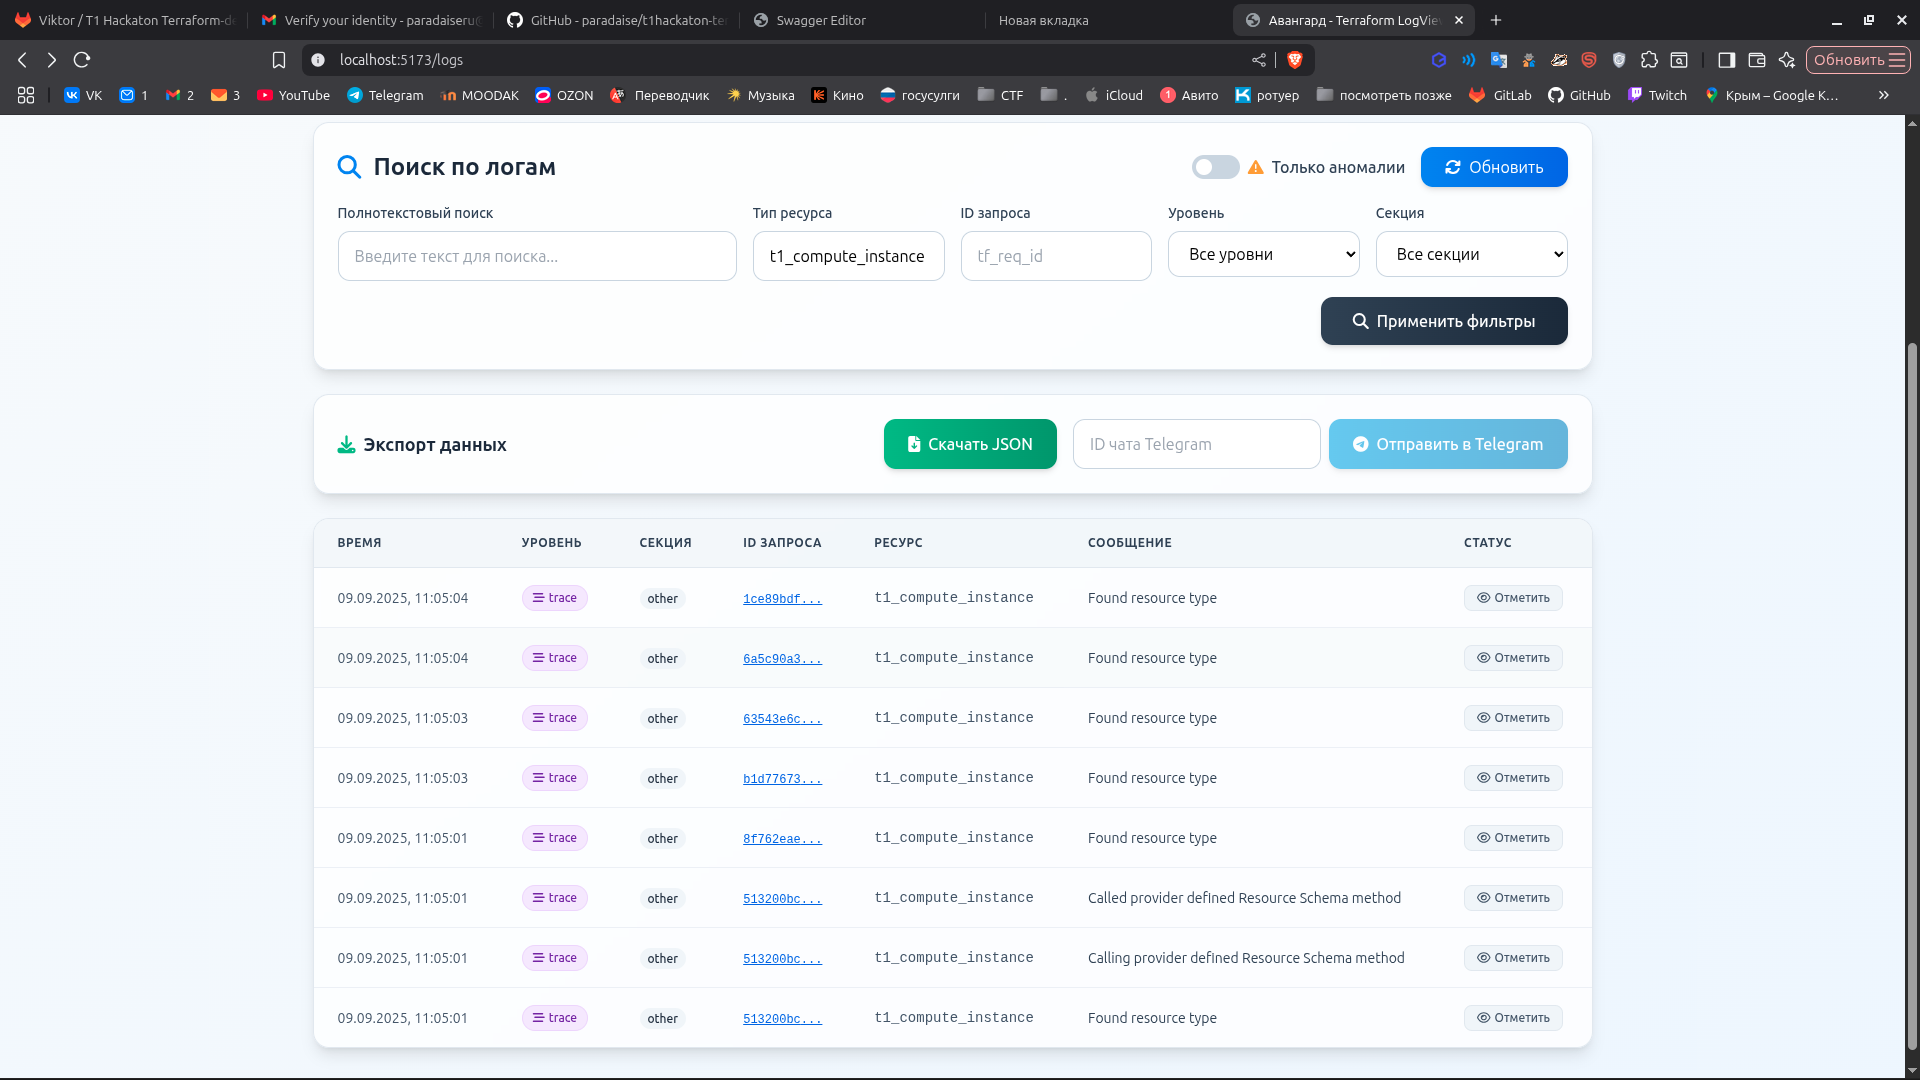 Viktor / T1 Hackaton Terraform-de
Verify your identity - paradaiseru@
GitHub - paradaise/t1hackaton-ter
Swagger Editor
Новая вкладка
Авангард - Terraform LogView
localhost:5173/logs
Обновить
VK
1
2
3
YouTube
Telegram
MOODAK
OZON
Переводчик
Музыка
Кино
госусулги
CTF
.
iCloud
1
Авито
ротуер
посмотреть позже
GitLab
GitHub
Twitch
Крым – Google К...
Поиск по логам
Только аномалии
Обновить
Полнотекстовый поиск
Тип ресурса
ID запроса
Уровень
Секция
Введите текст для поиска...
t1_compute_instance
tf_req_id
Все уровни
Все секции
Применить фильтры
Экспорт данных
Скачать JSON
ID чата Telegram
Отправить в Telegram
ВРЕМЯ УРОВЕНЬ СЕКЦИЯ ID ЗАПРОСА РЕСУРС СООБЩЕНИЕ СТАТУС
09.09.2025, 11:05:04 trace other 1ce89bdf... t1_compute_instance Found resource type Отметить
09.09.2025, 11:05:04 trace other 6a5c90a3... t1_compute_instance Found resource type Отметить
09.09.2025, 11:05:03 trace other 63543e6c... t1_compute_instance Found resource type Отметить
09.09.2025, 11:05:03 trace other b1d77673... t1_compute_instance Found resource type Отметить
09.09.2025, 11:05:01 trace other 8f762eae... t1_compute_instance Found resource type Отметить
09.09.2025, 11:05:01 trace other 513200bc... t1_compute_instance Called provider defined Resource Schema method Отметить
09.09.2025, 11:05:01 trace other 513200bc... t1_compute_instance Calling provider defined Resource Schema method Отметить
09.09.2025, 11:05:01 trace other 513200bc... t1_compute_instance Found resource type Отметить